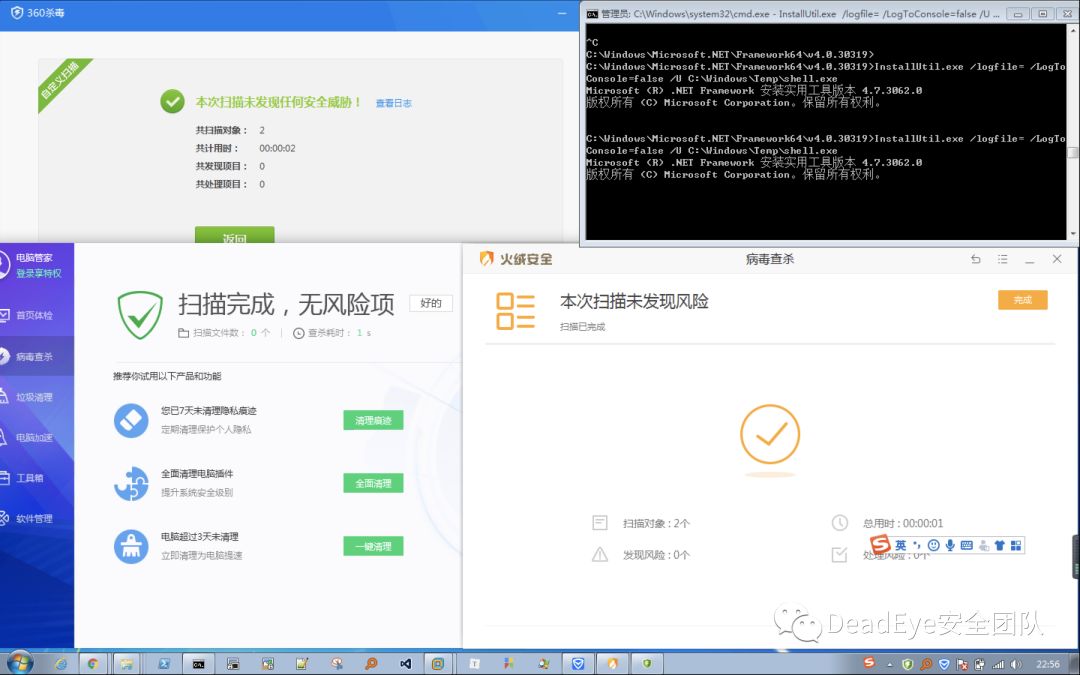 360杀毒
自定义扫描
本次扫描未发现任何安全威胁！ 查看日志
共扫描对象： 2
共计用时： 00:00:02
共发现项目： 0
共处理项目： 0
返回
管理员: C:\Windows\system32\cmd.exe - InstallUtil.exe /logfile= /LogToConsole=false /U ...
^C
C:\Windows\Microsoft.NET\Framework64\v4.0.30319>
C:\Windows\Microsoft.NET\Framework64\v4.0.30319>InstallUtil.exe /logfile= /LogTo
Console=false /U C:\Windows\Temp\shell.exe
Microsoft (R) .NET Framework 安装实用工具版本 4.7.3062.0
版权所有 (C) Microsoft Corporation。保留所有权利。
C:\Windows\Microsoft.NET\Framework64\v4.0.30319>InstallUtil.exe /logfile= /LogTo
Console=false /U C:\Windows\Temp\shell.exe
Microsoft (R) .NET Framework 安装实用工具版本 4.7.3062.0
版权所有 (C) Microsoft Corporation。保留所有权利。
电脑管家
登录享特权
首页体检
病毒查杀
垃圾清理
电脑加速
工具箱
软件管理
扫描完成，无风险项 好的
扫描文件数： 0 个 查杀耗时： 1 s
推荐你试用以下产品和功能
您已7天未清理隐私痕迹
定期清理保护个人隐私
清理痕迹
全面清理电脑插件
提升系统安全级别
全面清理
电脑超过3天未清理
立即清理为电脑提速
一键清理
火绒安全
病毒查杀
本次扫描未发现风险
扫描已完成
完成
扫描对象 : 2个
总用时 : 00:00:01
发现风险 : 0个
处理风险 : 0个
英
DeadEye安全团队
22:56